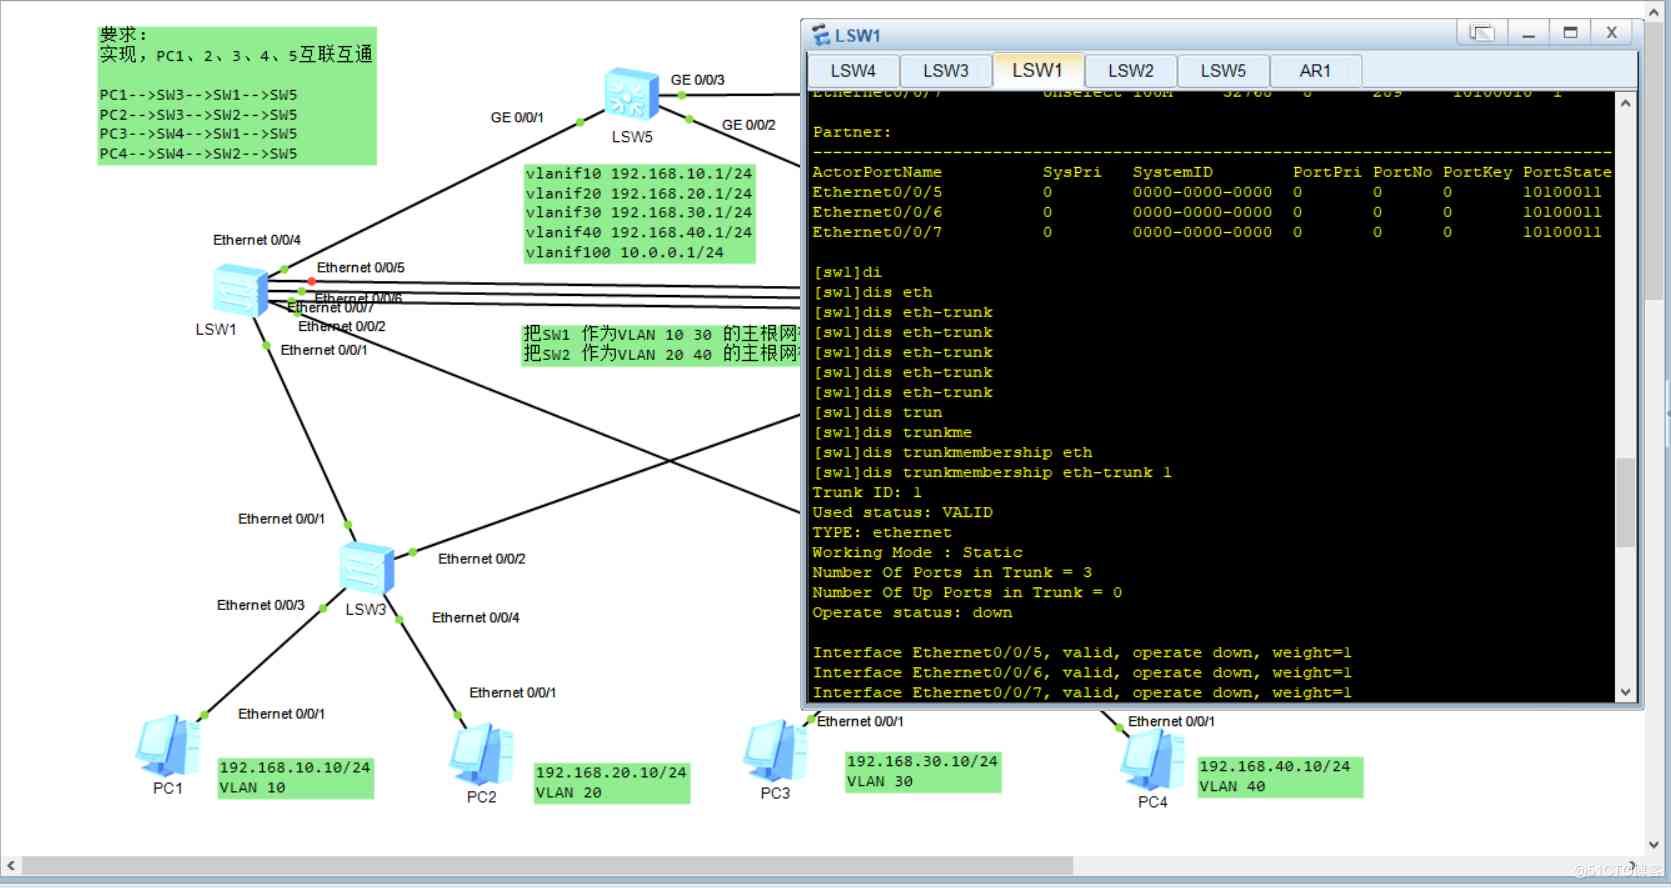 要求：
实现，PC1、2、3、4、5互联互通
PC1-->SW3-->SW1-->SW5
PC2-->SW3-->SW2-->SW5
PC3-->SW4-->SW1-->SW5
PC4-->SW4-->SW2-->SW5
GE 0/0/3
GE 0/0/1
GE 0/0/2
LSW5
vlanif10 192.168.10.1/24
vlanif20 192.168.20.1/24
vlanif30 192.168.30.1/24
vlanif40 192.168.40.1/24
vlanif100 10.0.0.1/24
Ethernet 0/0/4
Ethernet 0/0/5
Ethernet 0/0/6
Ethernet 0/0/7
Ethernet 0/0/2
LSW1
Ethernet 0/0/1
把SW1 作为VLAN 10 30 的主根网
把SW2 作为VLAN 20 40 的主根网
Ethernet 0/0/1
Ethernet 0/0/2
LSW3
Ethernet 0/0/3
Ethernet 0/0/4
Ethernet 0/0/1
Ethernet 0/0/1
PC1
192.168.10.10/24
VLAN 10
PC2
192.168.20.10/24
VLAN 20
Ethernet 0/0/1
PC3
192.168.30.10/24
VLAN 30
Ethernet 0/0/1
PC4
192.168.40.10/24
VLAN 40
LSW1
LSW4 LSW3 LSW1 LSW2 LSW5 AR1
Ethernet0/0/7 Unselect 100M 32768 8 289 10100010 1
Partner:
--------------------------------------------------------------------------------
ActorPortName SysPri SystemID PortPri PortNo PortKey PortState
Ethernet0/0/5 0 0000-0000-0000 0 0 0 10100011
Ethernet0/0/6 0 0000-0000-0000 0 0 0 10100011
Ethernet0/0/7 0 0000-0000-0000 0 0 0 10100011
[sw1]di
[sw1]dis eth
[sw1]dis eth-trunk
[sw1]dis eth-trunk
[sw1]dis eth-trunk
[sw1]dis eth-trunk
[sw1]dis eth-trunk
[sw1]dis trun
[sw1]dis trunkme
[sw1]dis trunkmembership eth
[sw1]dis trunkmembership eth-trunk 1
Trunk ID: 1
Used status: VALID
TYPE: ethernet
Working Mode : Static
Number Of Ports in Trunk = 3
Number Of Up Ports in Trunk = 0
Operate status: down
Interface Ethernet0/0/5, valid, operate down, weight=1
Interface Ethernet0/0/6, valid, operate down, weight=1
Interface Ethernet0/0/7, valid, operate down, weight=1
@51CTO博客